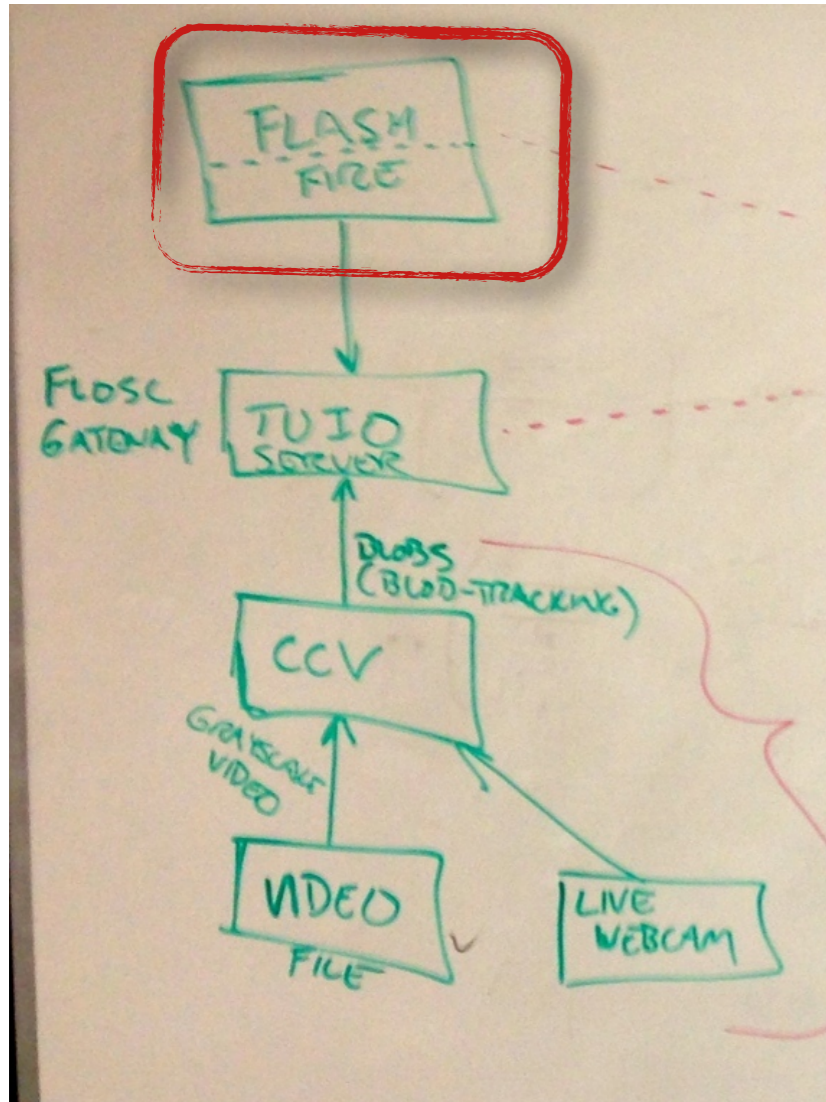 FLASH
FIRE
FLOSC
GATEWAY
TUIO
SERVER
BLOBS
(BLOB-TRACKING)
CCV
GRAYSCALE
VIDEO
VIDEO
FILE
LIVE
WEBCAM